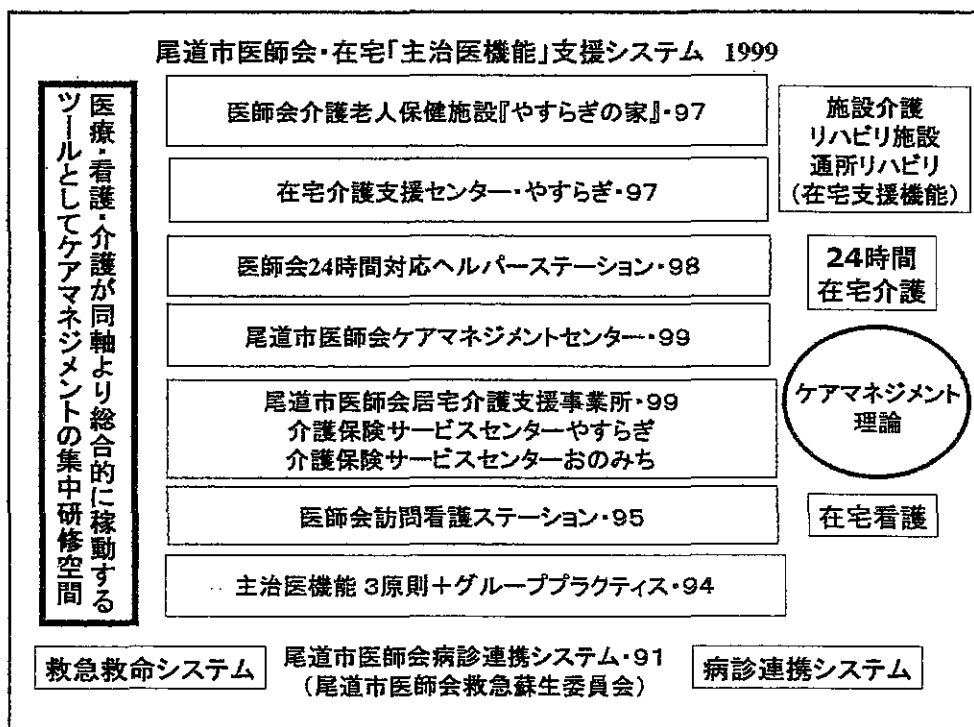 尾道市医師会・在宅「主治医機能」支援システム 1999
医療・看護・介護が同軸より総合的に稼動する
ツールとしてケアマネジメントの集中研修空間
医師会介護老人保健施設『やすらぎの家』・97
施設介護
リハビリ施設
通所リハビリ
(在宅支援機能)
在宅介護支援センター・やすらぎ・97
医師会24時間対応ヘルパーステーション・98
24時間
在宅介護
尾道市医師会ケアマネジメントセンター・99
ケアマネジメント
理論
尾道市医師会居宅介護支援事業所・99
介護保険サービスセンターやすらぎ
介護保険サービスセンターおのみち
医師会訪問看護ステーション・95
在宅看護
主治医機能 3原則＋グループプラクティス・94
救急救命システム
尾道市医師会病診連携システム・91
(尾道市医師会救急蘇生委員会)
病診連携システム